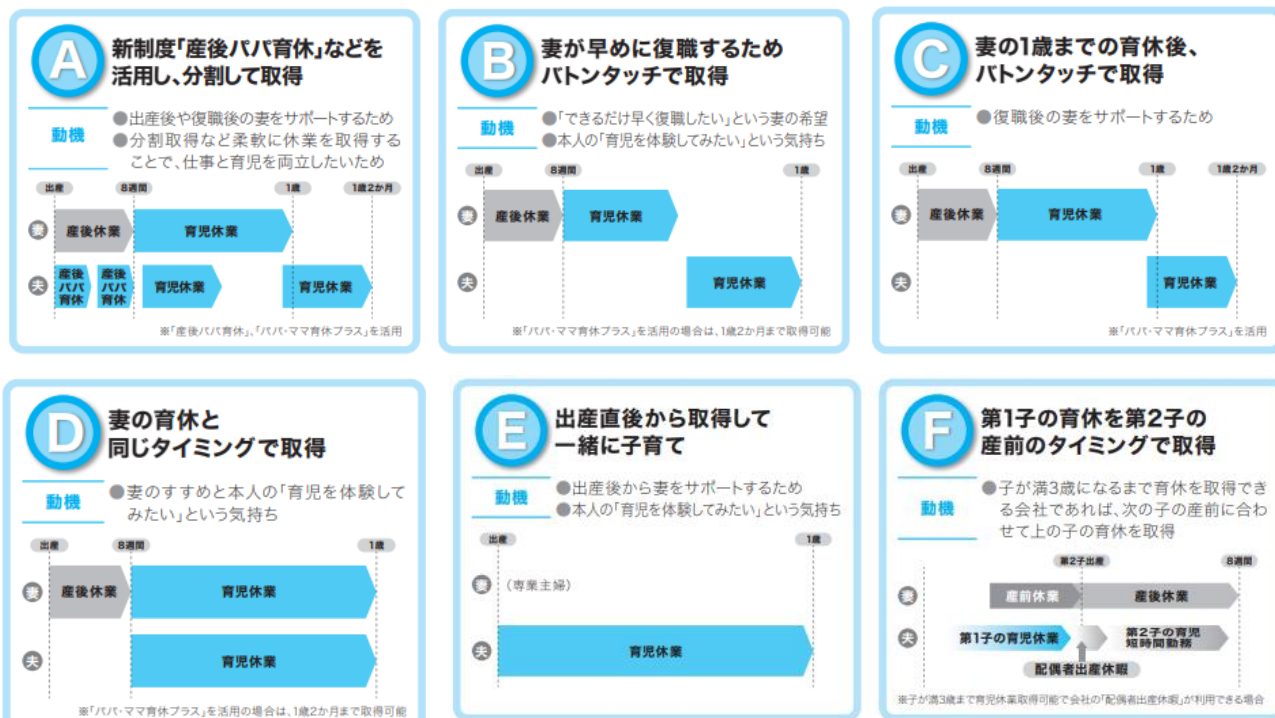 A
新制度「産後パパ育休」などを
活用し、分割して取得
動機
●出産後や復職後の妻をサポートするため
●分割取得など柔軟に休業を取得する
ことで、仕事と育児を両立したいため
出産 8週間 1歳 1歳2か月
妻 産後休業 育児休業
夫 産後パパ育休 産後パパ育休 育児休業 育児休業
※「産後パパ育休」、「パパ・ママ育休プラス」を活用
B
妻が早めに復職するため
バトンタッチで取得
動機
●「できるだけ早く復職したい」という妻の希望
●本人の「育児を体験してみたい」という気持ち
出産 8週間 1歳
妻 産後休業 育児休業
夫 育児休業
※「パパ・ママ育休プラス」を活用の場合は、1歳2か月まで取得可能
C
妻の1歳までの育休後、
バトンタッチで取得
動機
●復職後の妻をサポートするため
出産 8週間 1歳 1歳2か月
妻 産後休業 育児休業
夫 育児休業
※「パパ・ママ育休プラス」を活用
D
妻の育休と
同じタイミングで取得
動機
●妻のすすめと本人の「育児を体験して
みたい」という気持ち
出産 8週間 1歳
妻 産後休業 育児休業
夫 育児休業
※「パパ・ママ育休プラス」を活用の場合は、1歳2か月まで取得可能
E
出産直後から取得して
一緒に子育て
動機
●出産後から妻をサポートするため
●本人の「育児を体験してみたい」という気持ち
出産 1歳
妻 (専業主婦)
夫 育児休業
F
第1子の育休を第2子の
産前のタイミングで取得
動機
●子が満3歳になるまで育休を取得でき
る会社であれば、次の子の産前に合わ
せて上の子の育休を取得
第2子出産 8週間
妻 産前休業 産後休業
夫 第1子の育児休業 第2子の育児短時間勤務
配偶者出産休暇
※子が満3歳まで育児休業取得可能で会社の「配偶者出産休暇」が利用できる場合